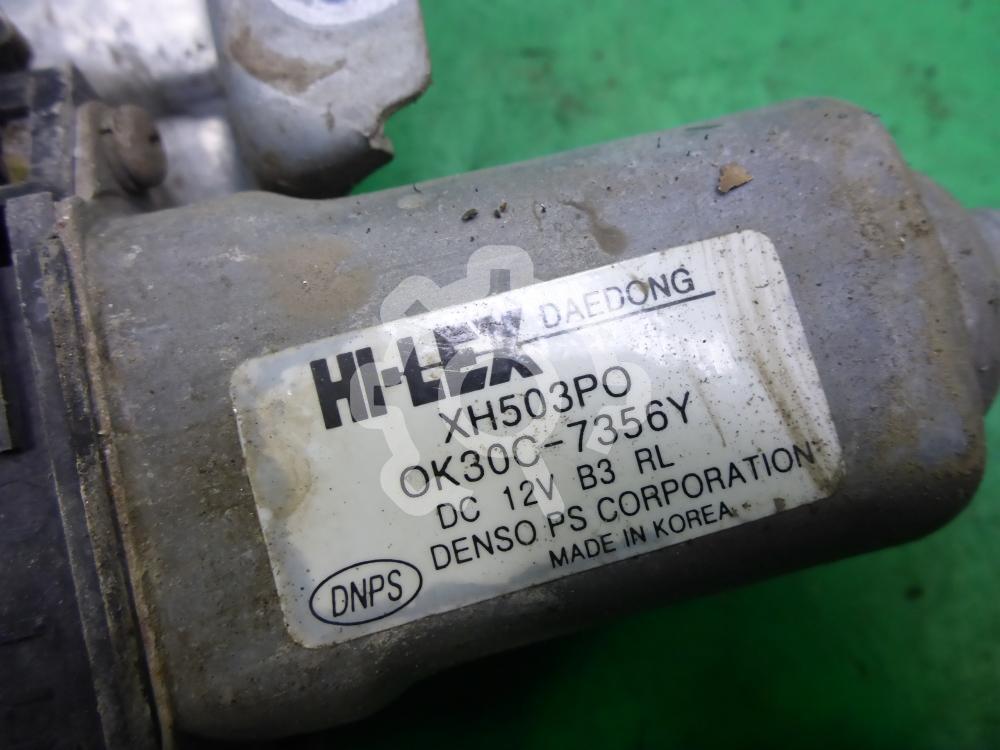 HI-LEX DAEDONG
XH503PO
OK30C-7356Y
DC 12V B3 RL
DENSO PS CORPORATION
DNPS MADE IN KOREA